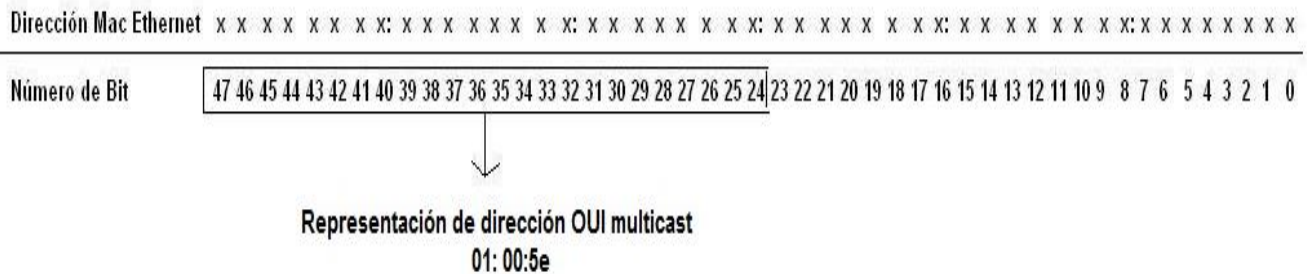 Dirección Mac Ethernet x x x x x x x x: x x x x x x x x: x x x x x x x x: x x x x x x x x: x x x x x x x x: x x x x x x x x
Número de Bit 47 46 45 44 43 42 41 40 39 38 37 36 35 34 33 32 31 30 29 28 27 26 25 24 23 22 21 20 19 18 17 16 15 14 13 12 11 10 9 8 7 6 5 4 3 2 1 0
Representación de dirección OUI multicast
01: 00:5e